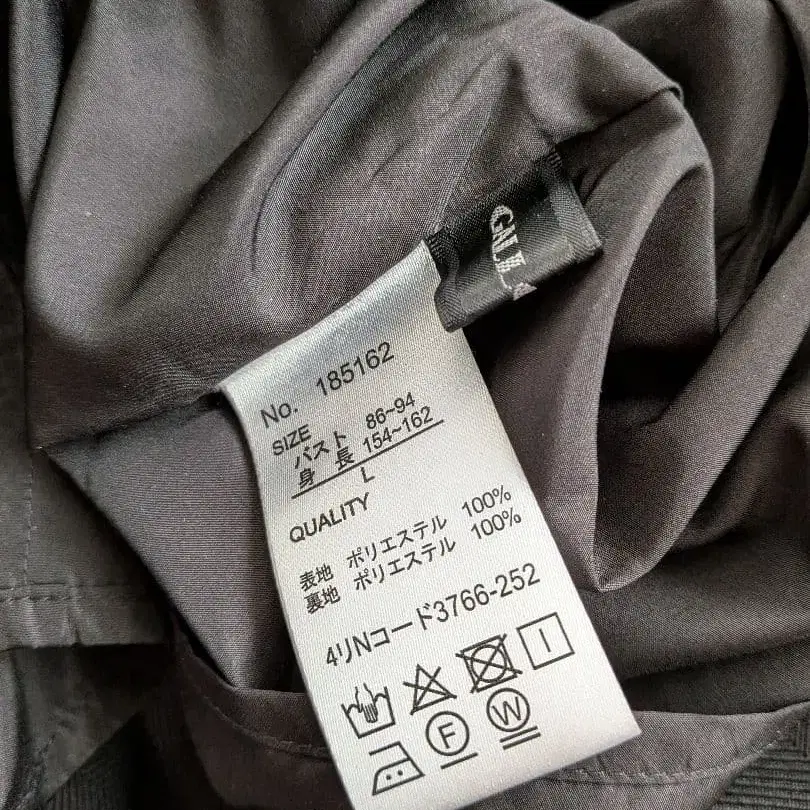 No. 185162
SIZE
バスト 86~94
身長 154~162
L
QUALITY
表地 ポリエステル 100%
裏地 ポリエステル 100%
4リNコード3766-252
F
W